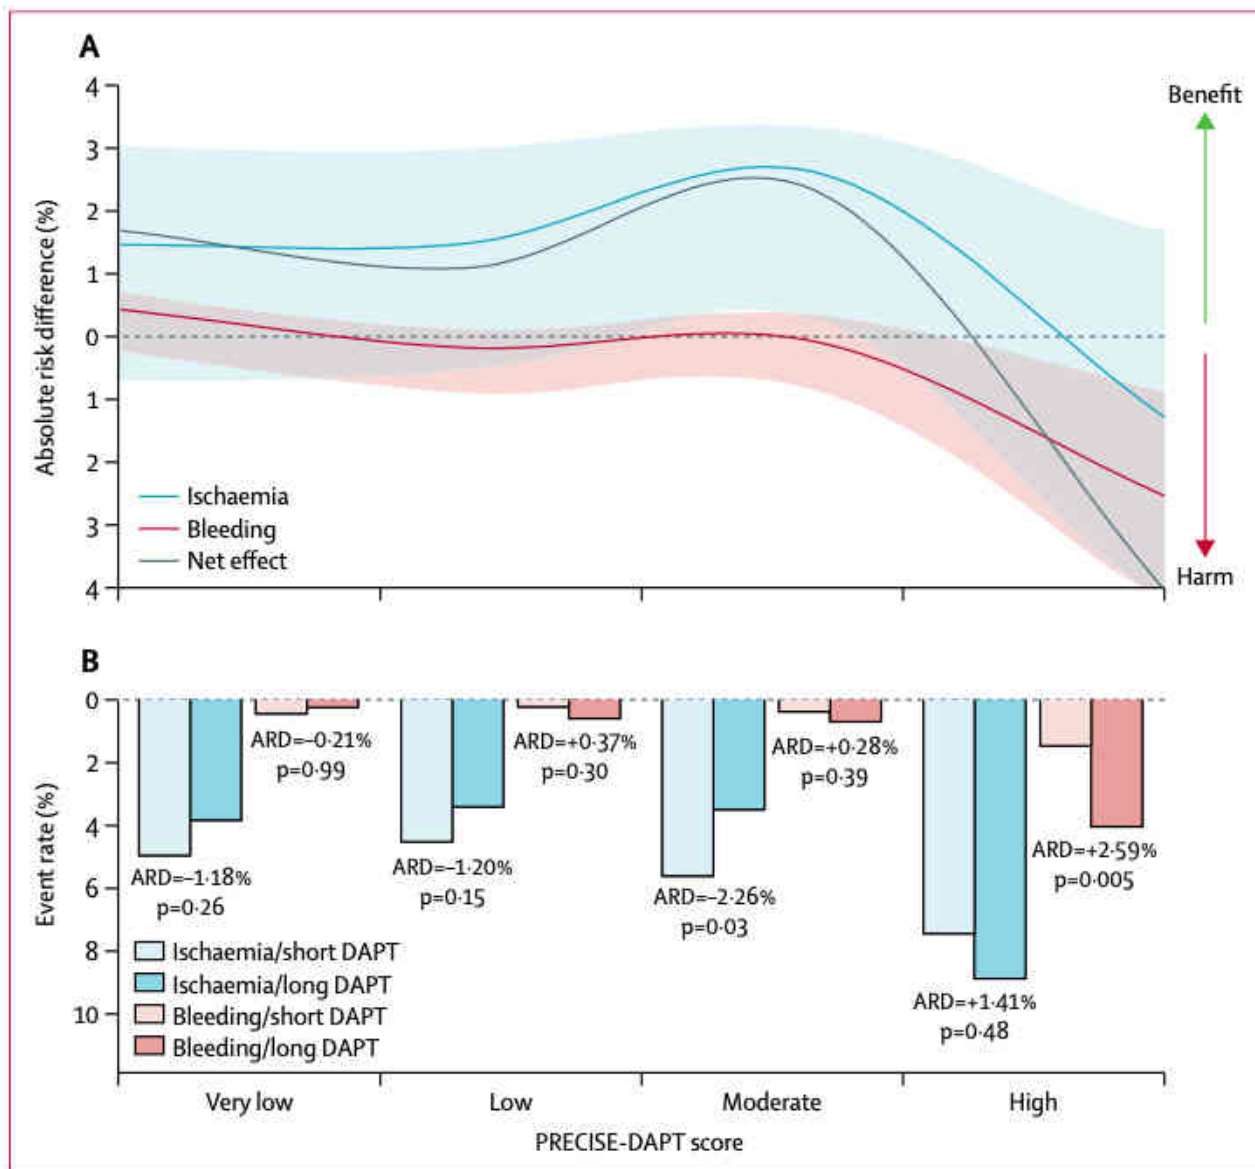 A
Benefit
4
3
2
1
0
1
2
3
4
Absolute risk difference (%)
Ischaemia
Bleeding
Net effect
Harm
B
0
2
4
6
8
10
Event rate (%)
ARD=–0·21%
p=0·99
ARD=+0·37%
p=0·30
ARD=+0·28%
p=0·39
ARD=+2·59%
p=0·005
ARD=–1·18%
p=0·26
ARD=–1·20%
p=0·15
ARD=–2·26%
p=0·03
ARD=+1·41%
p=0·48
Ischaemia/short DAPT
Ischaemia/long DAPT
Bleeding/short DAPT
Bleeding/long DAPT
Very low
Low
Moderate
High
PRECISE-DAPT score